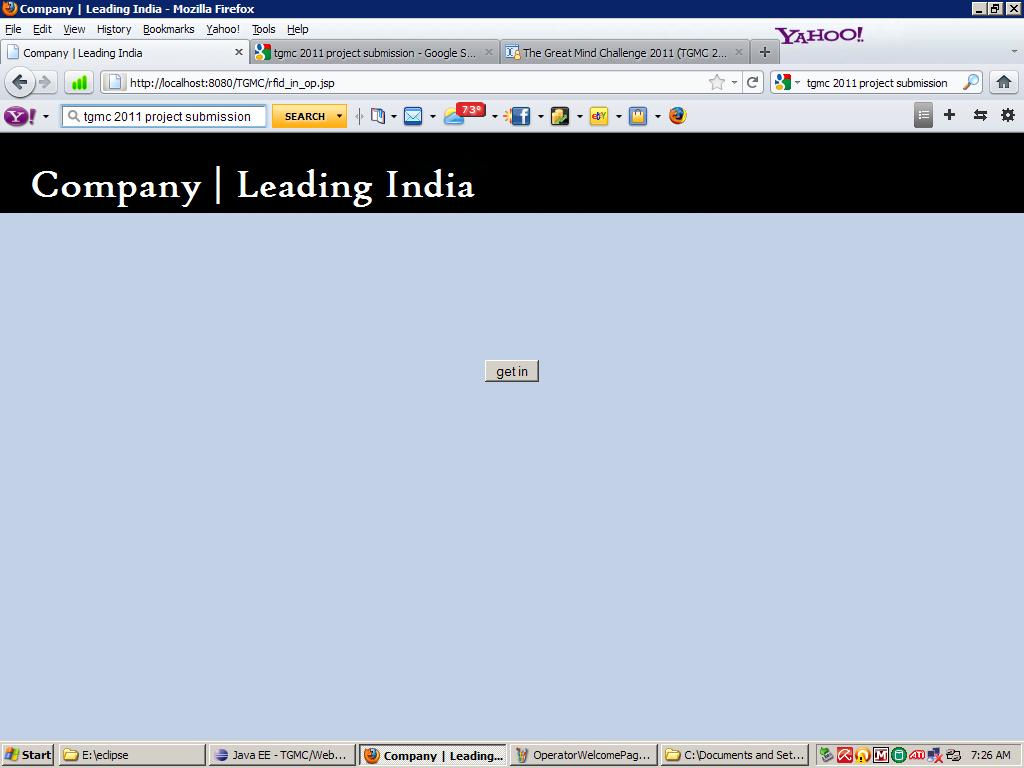 Company | Leading India - Mozilla Firefox
File Edit View History Bookmarks Yahoo! Tools Help
YAHOO!
Company | Leading India
tgmc 2011 project submission - Google S...
The Great Mind Challenge 2011 (TGMC 2...
http://localhost:8080/TGMC/rfid_in_op.jsp
tgmc 2011 project submission
Y! tgmc 2011 project submission SEARCH 73° ebY
Company | Leading India
get in
Start E:\eclipse Java EE - TGMC/Web... Company | Leading... OperatorWelcomePag... C:\Documents and Set... 7:26 AM